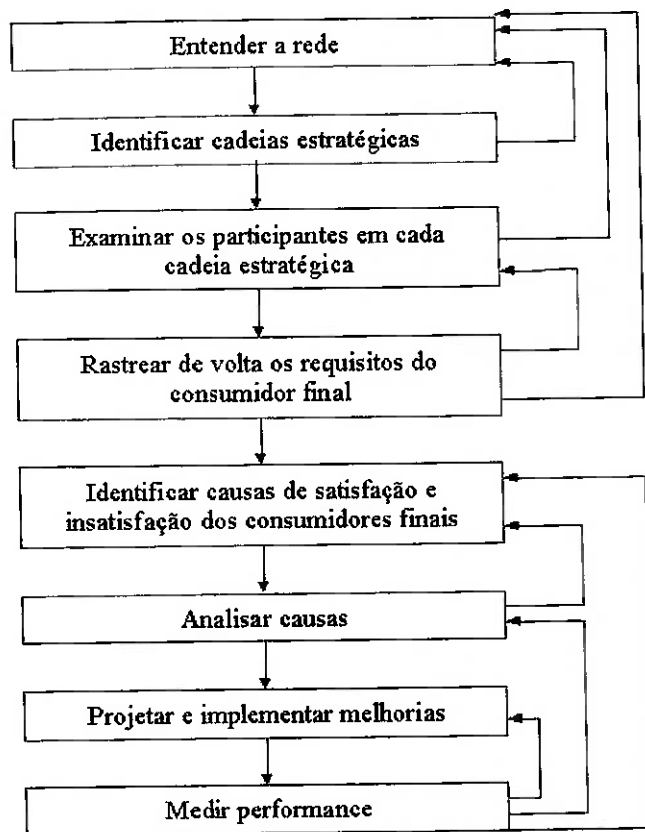 Entender a rede
Identificar cadeias estratégicas
Examinar os participantes em cada
cadeia estratégica
Rastrear de volta os requisitos do
consumidor final
Identificar causas de satisfação e
insatisfação dos consumidores finais
Analisar causas
Projetar e implementar melhorias
Medir performance